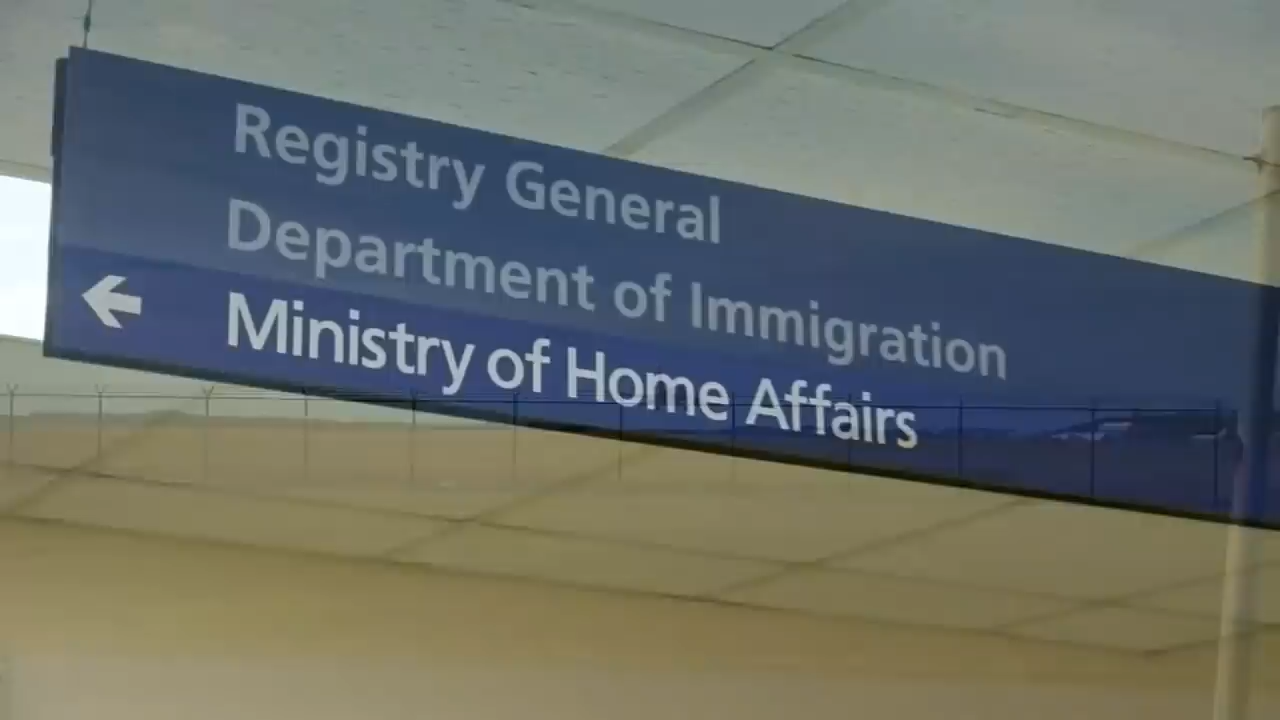 Registry General
Department of Immigration
Ministry of Home Affairs